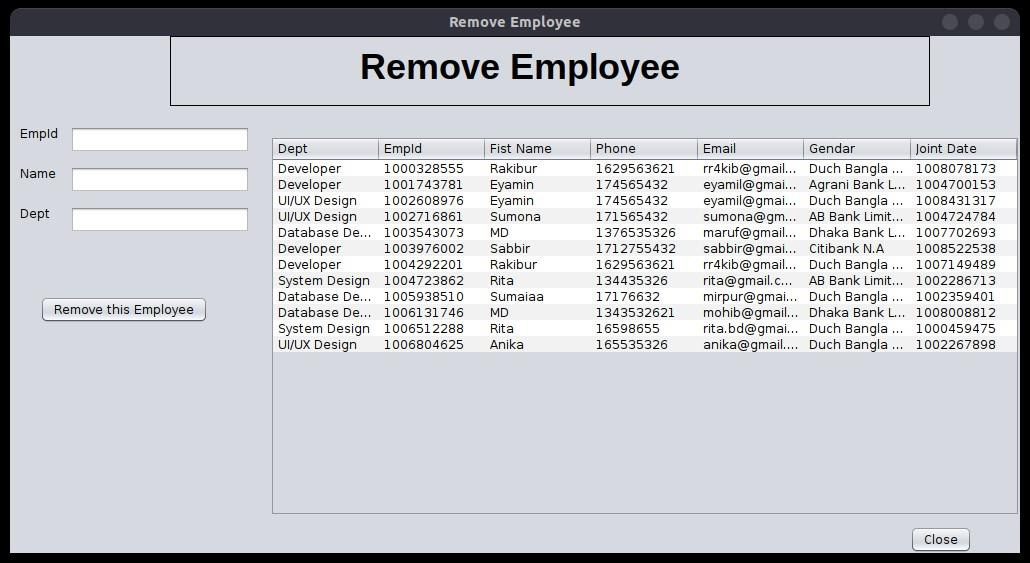 Remove Employee
Remove Employee
EmpId
Name
Dept
Remove this Employee
Dept EmpId Fist Name Phone Email Gendar Joint Date
Developer 1000328555 Rakibur 1629563621 rr4kib@gmail... Duch Bangla ... 1008078173
Developer 1001743781 Eyamin 174565432 eyamil@gmai... Agrani Bank L... 1004700153
UI/UX Design 1002608976 Eyamin 174565432 eyamil@gmai... Duch Bangla ... 1008431317
UI/UX Design 1002716861 Sumona 171565432 sumona@gm... AB Bank Limit... 1004724784
Database De... 1003543073 MD 1376535326 maruf@gmail... Dhaka Bank L... 1007702693
Developer 1003976002 Sabbir 1712755432 sabbir@gmai... Citibank N.A 1008522538
Developer 1004292201 Rakibur 1629563621 rr4kib@gmail... Duch Bangla ... 1007149489
System Design 1004723862 Rita 134435326 rita@gmail.c... AB Bank Limit... 1002286713
Database De... 1005938510 Sumaiaa 17176632 mirpur@gmai... Duch Bangla ... 1002359401
Database De... 1006131746 MD 1343532621 mohib@gmail... Dhaka Bank L... 1008008812
System Design 1006512288 Rita 16598655 rita.bd@gmai... Duch Bangla ... 1000459475
UI/UX Design 1006804625 Anika 165535326 anika@gmail.... Duch Bangla ... 1002267898
Close